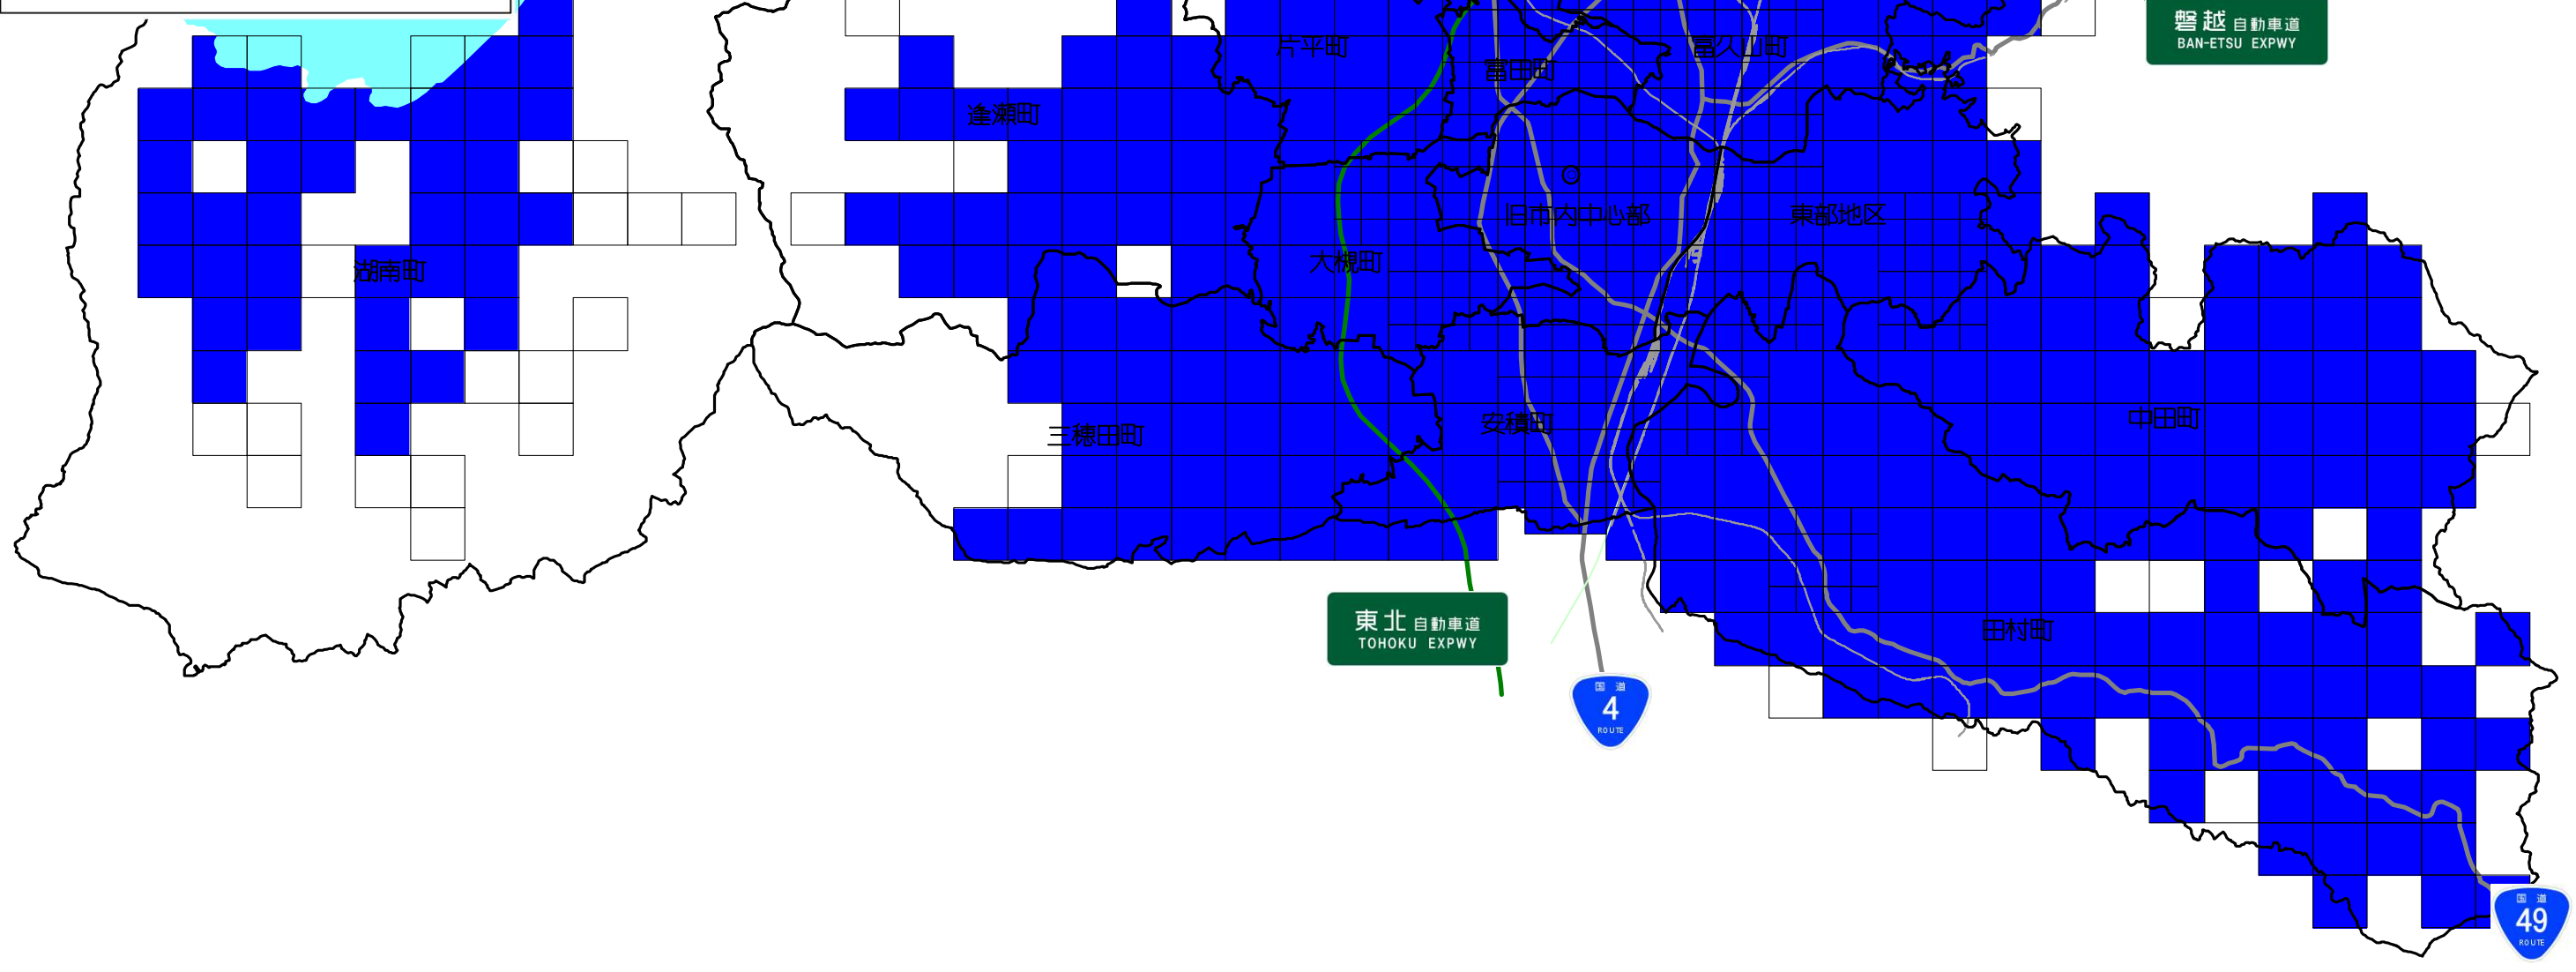 磐越自動車道
BAN-ETSU EXPWY
片平町
富久山町
富田町
逢瀬町
旧市内中心部
東部地区
大槻町
湖南町
中田町
安積町
三穂田町
東北自動車道
TOHOKU EXPWY
田村町
国道
4
ROUTE
国道
49
ROUTE